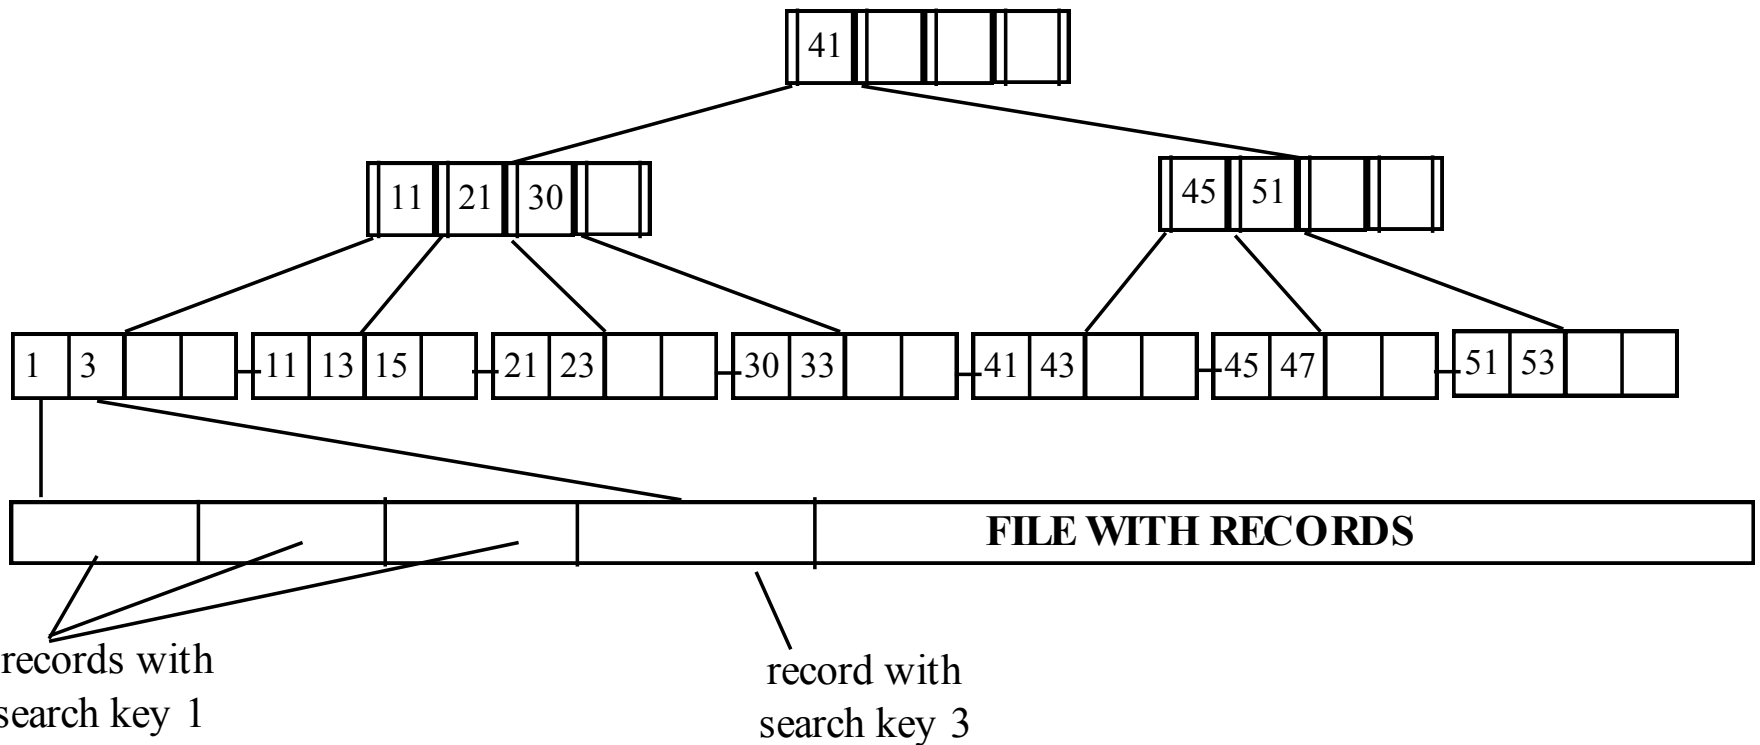 41
11 21 30
45 51
1 3
11 13 15
21 23
30 33
41 43
45 47
51 53
FILE WITH RECORDS
records with
search key 1
record with
search key 3